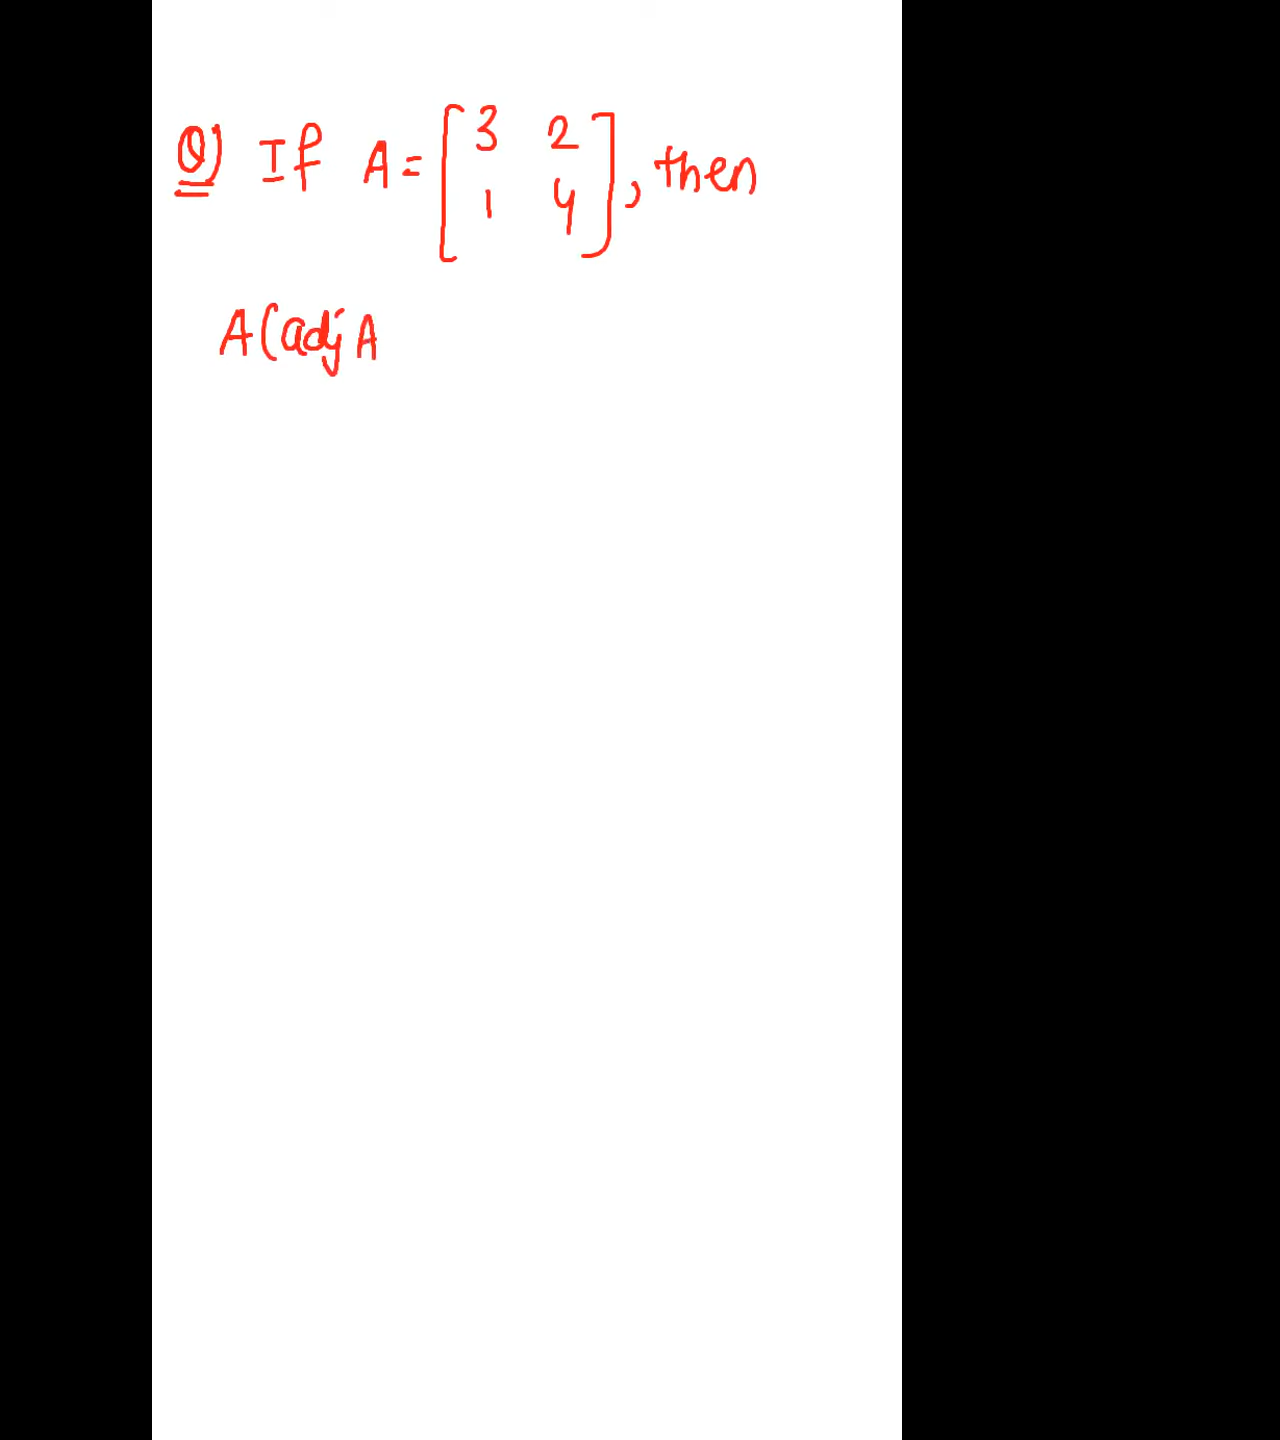 Q) If A = [3 2
1 4], then
A(adj A